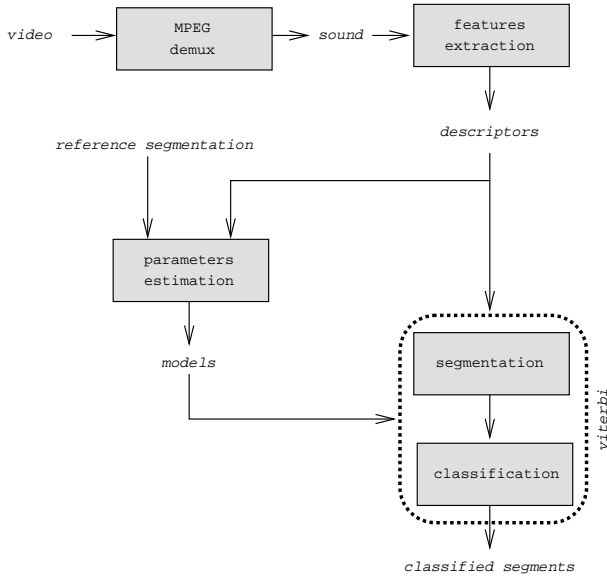 video
MPEG
demux
sound
features
extraction
descriptors
reference segmentation
parameters
estimation
models
segmentation
viterbi
classification
classified segments